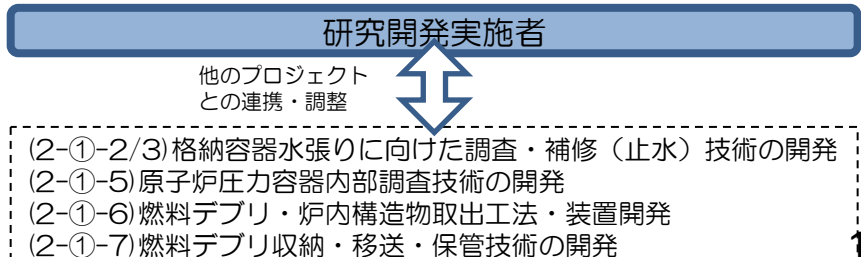 研究開発実施者
他のプロジェクト
との連携・調整
(2-①-2/3)格納容器水張りに向けた調査・補修（止水）技術の開発
(2-①-5)原子炉圧力容器内部調査技術の開発
(2-①-6)燃料デブリ・炉内構造物取出工法・装置開発
(2-①-7)燃料デブリ収納・移送・保管技術の開発